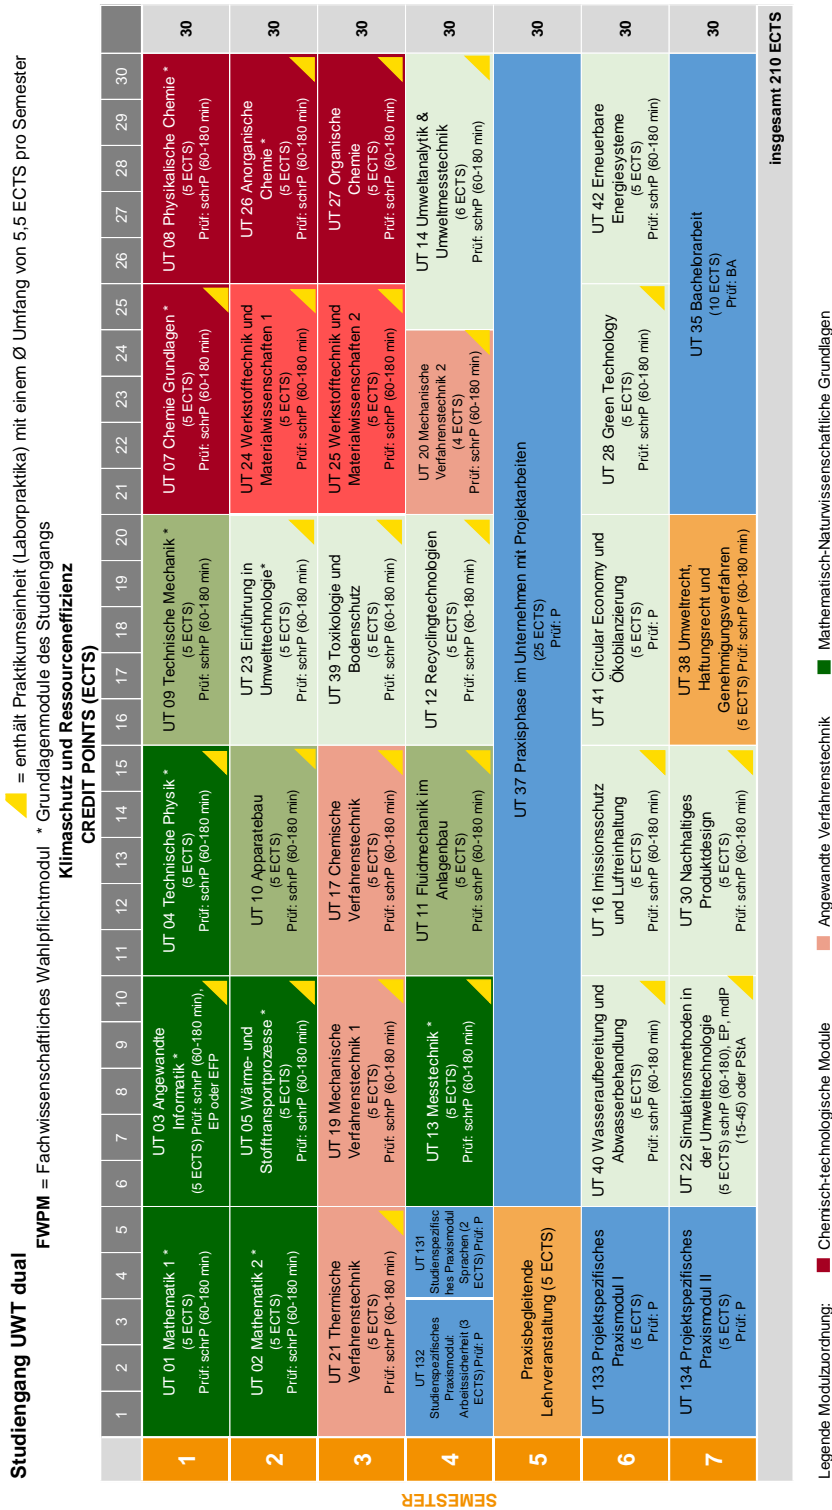 Studiengang UWT dual
= enthält Praktikumseinheit (Laborpraktika) mit einem Ø Umfang von 5,5 ECTS pro Semester
FWPM = Fachwissenschaftliches Wahlpflichtmodul * Grundlagenmodule des Studiengangs
Klimaschutz und Ressourceneffizienz
CREDIT POINTS (ECTS)
1 2 3 4 5 6 7 8 9 10 11 12 13 14 15 16 17 18 19 20 21 22 23 24 25 26 27 28 29 30
SEMESTER
1
UT 01 Mathematik 1 *
(5 ECTS)
Prüf: schrP (60-180 min)
UT 03 Angewandte
Informatik *
(5 ECTS) Prüf: schrP (60-180 min),
EP oder EFP
UT 04 Technische Physik *
(5 ECTS)
Prüf: schrP (60-180 min)
UT 09 Technische Mechanik *
(5 ECTS)
Prüf: schrP (60-180 min)
UT 07 Chemie Grundlagen *
(5 ECTS)
Prüf: schrP (60-180 min)
UT 08 Physikalische Chemie *
(5 ECTS)
Prüf: schrP (60-180 min)
30
2
UT 02 Mathematik 2 *
(5 ECTS)
Prüf: schrP (60-180 min)
UT 05 Wärme- und
Stofftransportprozesse *
(5 ECTS)
Prüf: schrP (60-180 min)
UT 10 Apparatebau
(5 ECTS)
Prüf: schrP (60-180 min)
UT 23 Einführung in
Umwelttechnologie*
(5 ECTS)
Prüf: schrP (60-180 min)
UT 24 Werkstofftechnik und
Materialwissenschaften 1
(5 ECTS)
Prüf: schrP (60-180 min)
UT 26 Anorganische
Chemie *
(5 ECTS)
Prüf: schrP (60-180 min)
30
3
UT 21 Thermische
Verfahrenstechnik
(5 ECTS)
Prüf: schrP (60-180 min)
UT 19 Mechanische
Verfahrenstechnik 1
(5 ECTS)
Prüf: schrP (60-180 min)
UT 17 Chemische
Verfahrenstechnik
(5 ECTS)
Prüf: schrP (60-180 min)
UT 39 Toxikologie und
Bodenschutz
(5 ECTS)
Prüf: schrP (60-180 min)
UT 25 Werkstofftechnik und
Materialwissenschaften 2
(5 ECTS)
Prüf: schrP (60-180 min)
UT 27 Organische
Chemie
(5 ECTS)
Prüf: schrP (60-180 min)
30
4
UT 132
Studienspezifisches
Praxismodul:
Arbeitssicherheit (3
ECTS) Prüf: P
UT131
Studienspezifisc
hes Praxismodul
Sprachen (2
ECTS) Prüf: P
UT 13 Messtechnik *
(5 ECTS)
Prüf: schrP (60-180 min)
UT 11 Fluidmechanik im
Anlagenbau
(5 ECTS)
Prüf: schrP (60-180 min)
UT 12 Recyclingtechnologien
(5 ECTS)
Prüf: schrP (60-180 min)
UT 20 Mechanische
Verfahrenstechnik 2
(4 ECTS)
Prüf: schrP (60-180 min)
UT 14 Umweltanalytik &
Umweltmesstechnik
(6 ECTS)
Prüf: schrP (60-180 min)
30
5
Praxisbegleitende
Lehrveranstaltung (5 ECTS)
UT 37 Praxisphase im Unternehmen mit Projektarbeiten
(25 ECTS)
Prüf: P
30
6
UT 133 Projektspezifisches
Praxismodul I
(5 ECTS)
Prüf: P
UT 40 Wasseraufbereitung und
Abwasserbehandlung
(5 ECTS)
Prüf: schrP (60-180 min)
UT 16 Imissionsschutz
und Luftreinhaltung
(5 ECTS)
Prüf: schrP (60-180 min)
UT 41 Circular Economy und
Ökobilanzierung
(5 ECTS)
Prüf: P
UT 28 Green Technology
(5 ECTS)
Prüf: schrP (60-180 min)
UT 42 Erneuerbare
Energiesysteme
(5 ECTS)
Prüf: schrP (60-180 min)
30
7
UT 134 Projektspezifisches
Praxismodul II
(5 ECTS)
Prüf: P
UT 22 Simulationsmethoden in
der Umwelttechnologie
(5 ECTS) schrP (60-180), EP, mdlP
(15-45) oder PStA
UT 30 Nachhaltiges
Produktdesign
(5 ECTS)
Prüf: schrP (60-180 min)
UT 38 Umweltrecht,
Haftungsrecht und
Genehmigungsverfahren
(5 ECTS) Prüf: schrP (60-180 min)
UT 35 Bachelorarbeit
(10 ECTS)
Prüf: BA
30
insgesamt 210 ECTS
Legende Modulzuordnung:
Chemisch-technologische Module
Angewandte Verfahrenstechnik
Mathematisch-Naturwissenschaftliche Grundlagen